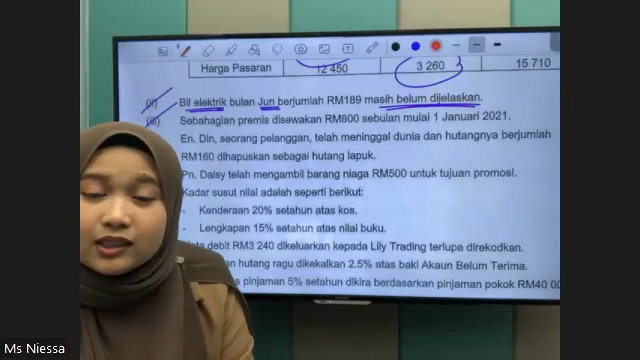 Harga Pasaran 12 450 3 260 15 710
(ii) Bil elektrik bulan Jun berjumlah RM189 masih belum dijelaskan.
(iii) Sebahagian premis disewakan RM800 sebulan mulai 1 Januari 2021.
En. Din, seorang pelanggan, telah meninggal dunia dan hutangnya berjumlah
RM160 dihapuskan sebagai hutang lapuk.
Pn. Daisy telah mengambil barang niaga RM500 untuk tujuan promosi.
Kadar susut nilai adalah seperti berikut:
- Kenderaan 20% setahun atas kos.
- Lengkapan 15% setahun atas nilai buku.
debit RM3 240 dikeluarkan kepada Lily Trading terlupa direkodkan.
hutang ragu dikekalkan 2.5% atas baki Akaun Belum Terima.
pinjaman 5% setahun dikira berdasarkan pinjaman pokok RM40
Ms Niessa